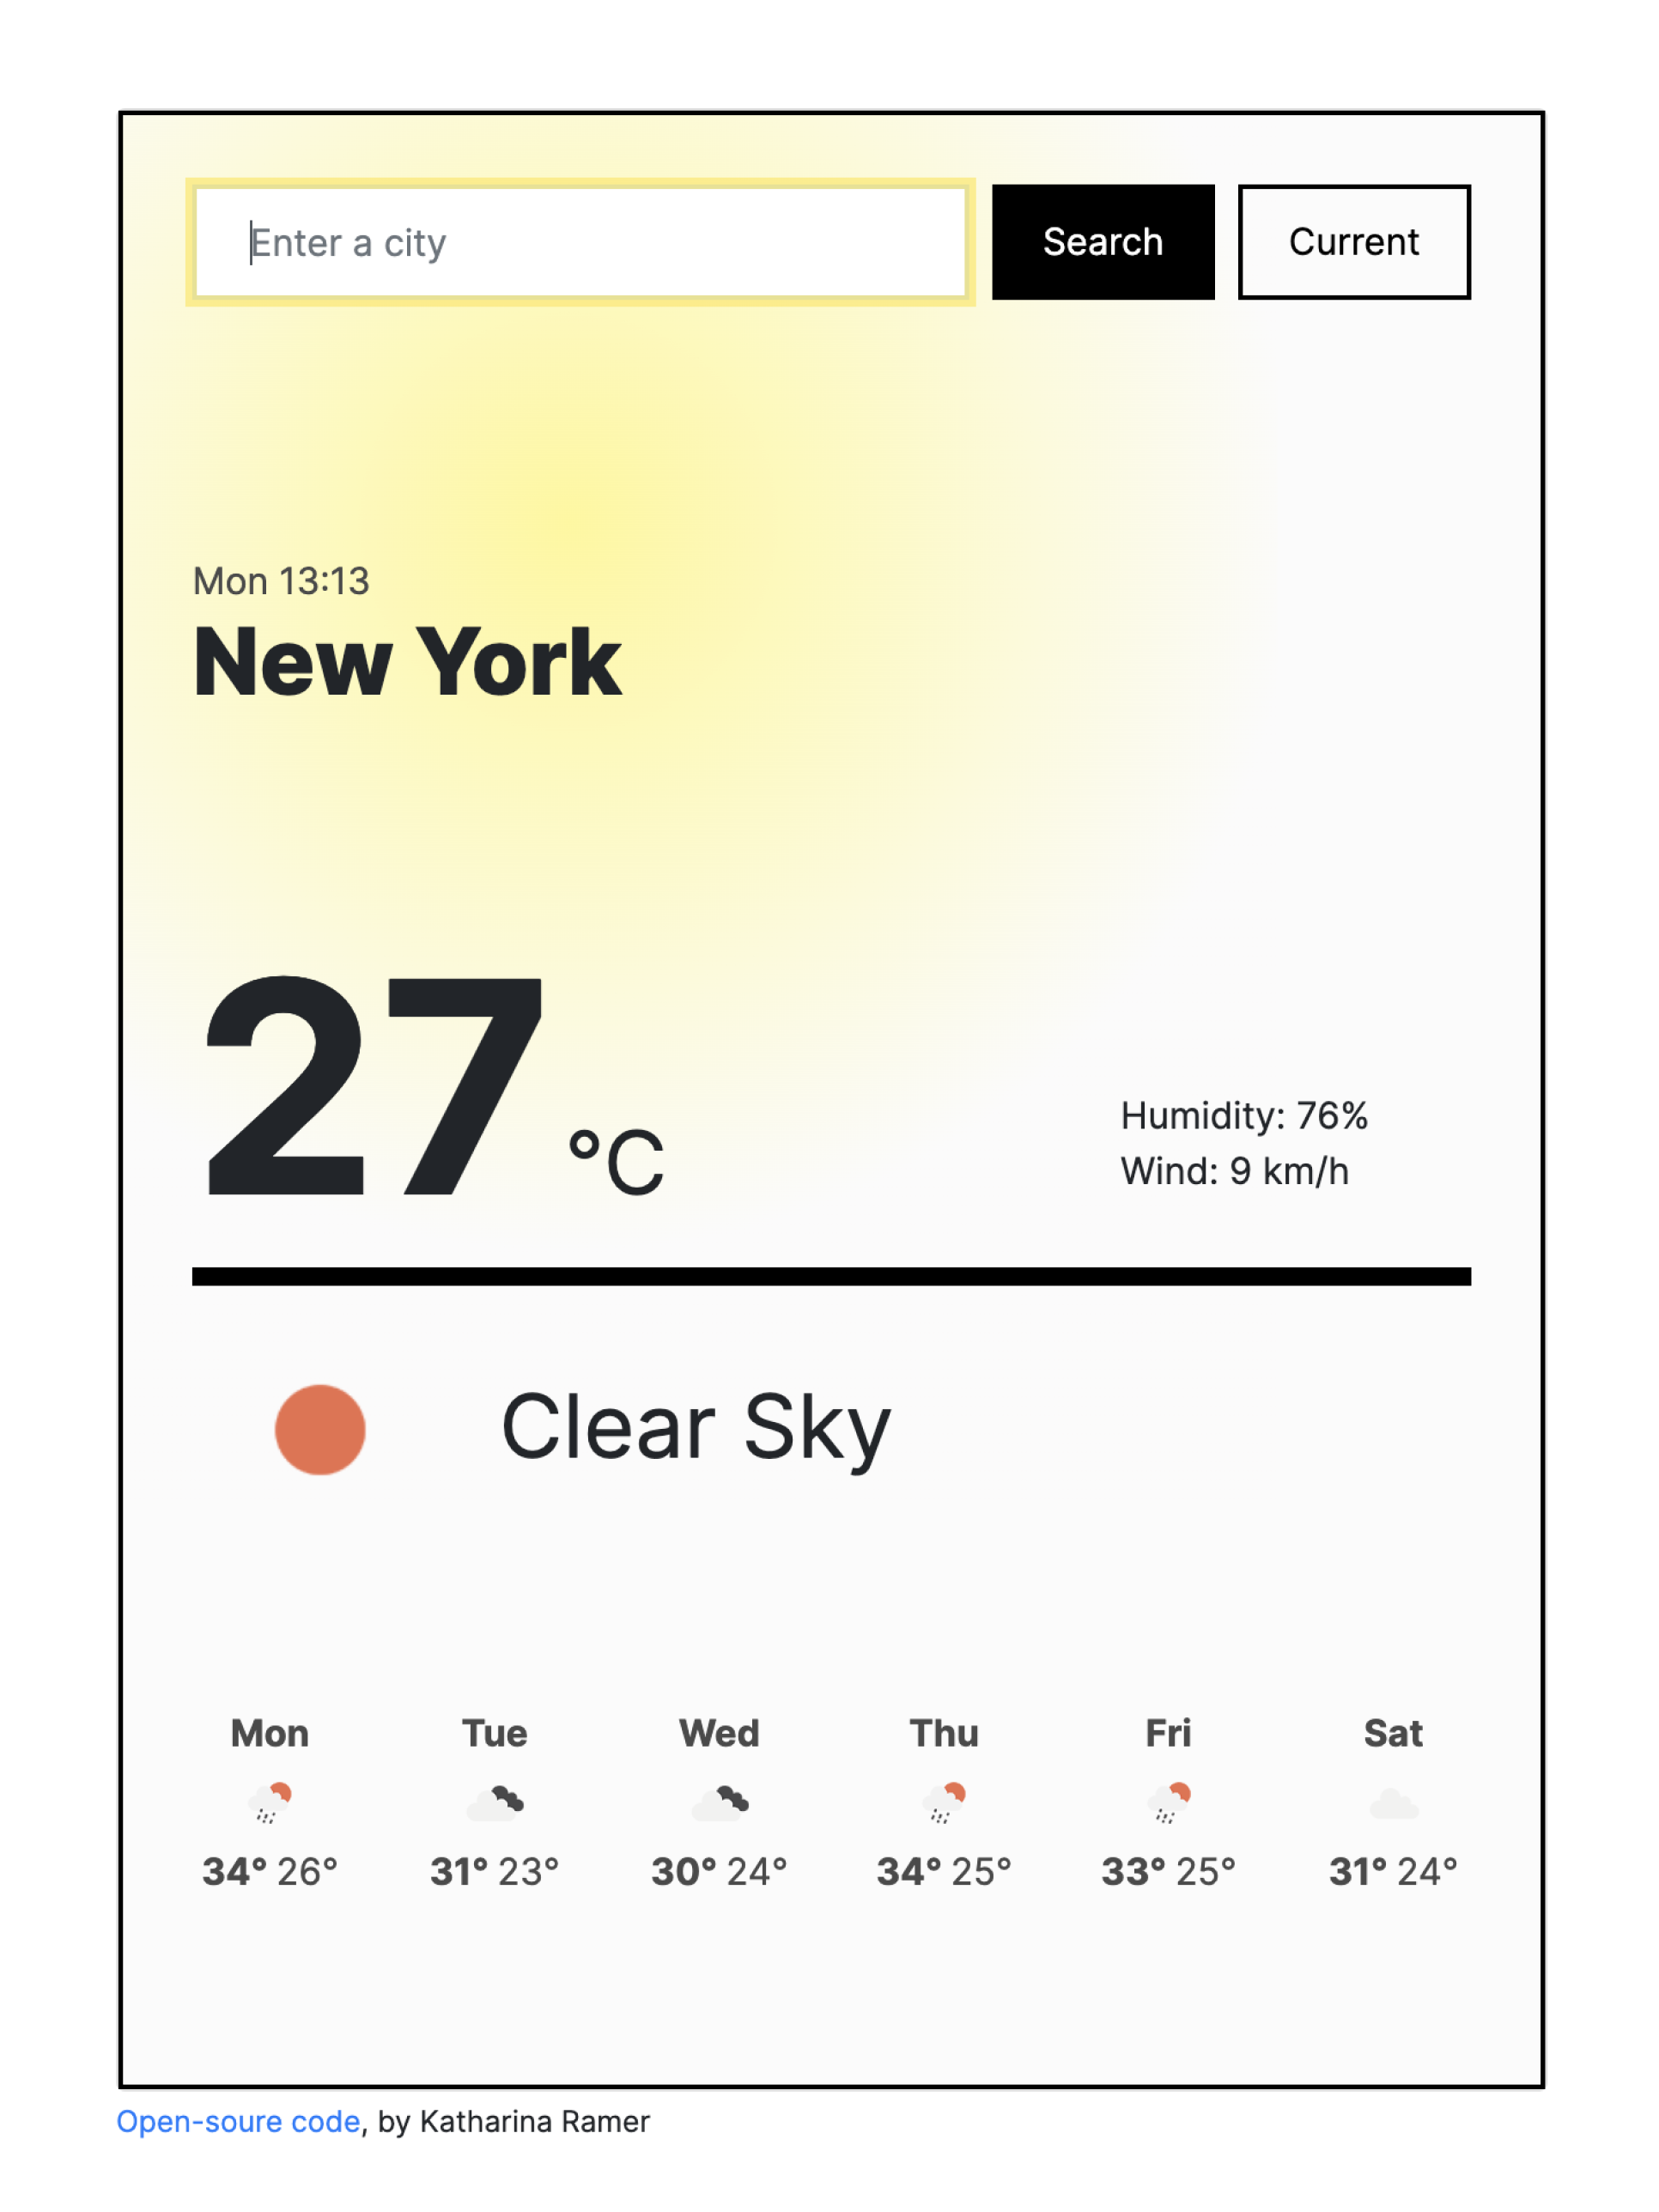 Enter a city
Search
Current
Mon 13:13
New York
27 °C
Humidity: 76%
Wind: 9 km/h
Clear Sky
Mon Tue Wed Thu Fri Sat
34° 26° 31° 23° 30° 24° 34° 25° 33° 25° 31° 24°
Open-soure code, by Katharina Ramer